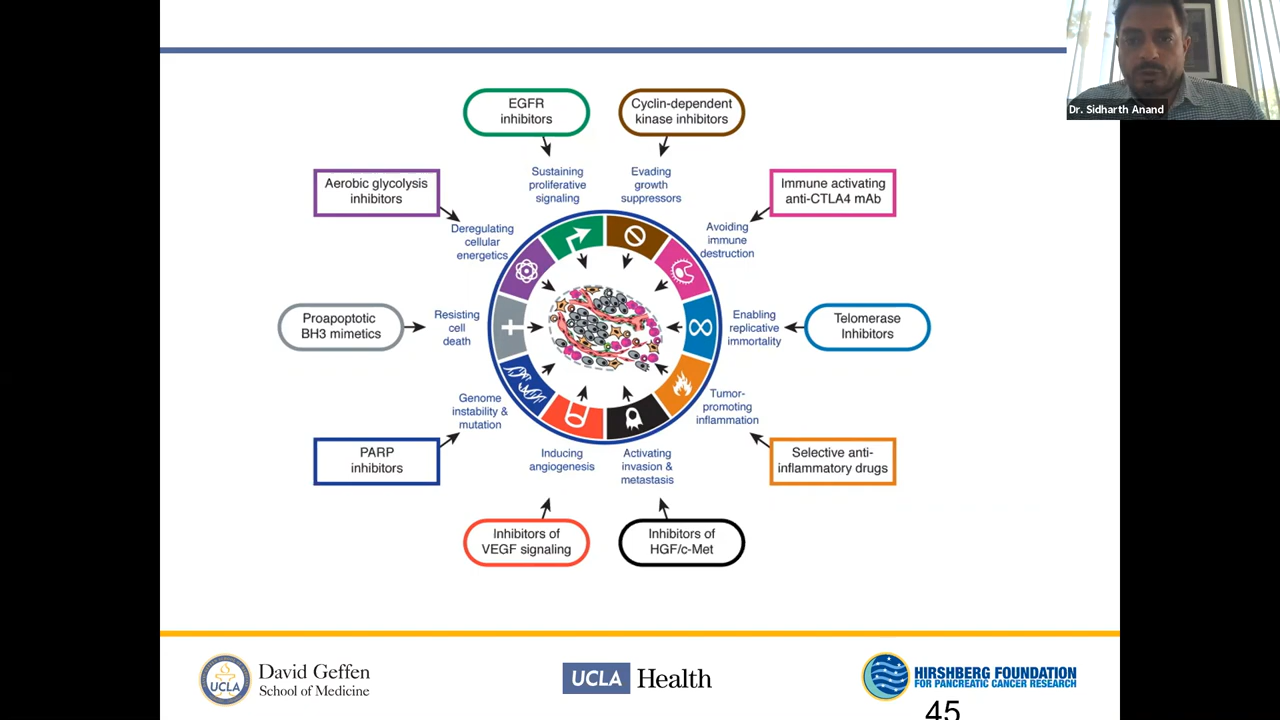 Dr. Sidharth Anand
EGFR
inhibitors
Cyclin-dependent
kinase inhibitors
Sustaining
proliferative
signaling
Evading
growth
suppressors
Aerobic glycolysis
inhibitors
Immune activating
anti-CTLA4 mAb
Deregulating
cellular
energetics
Avoiding
immune
destruction
Proapoptotic
BH3 mimetics
Resisting
cell
death
Enabling
replicative
immortality
Telomerase
Inhibitors
Genome
instability &
mutation
Tumor-
promoting
inflammation
PARP
inhibitors
Inducing
angiogenesis
Activating
invasion &
metastasis
Selective anti-
inflammatory drugs
Inhibitors of
VEGF signaling
Inhibitors of
HGF/c-Met
UCLA
David Geffen
School of Medicine
UCLA Health
HIRSHBERG FOUNDATION
FOR PANCREATIC CANCER RESEARCH
45